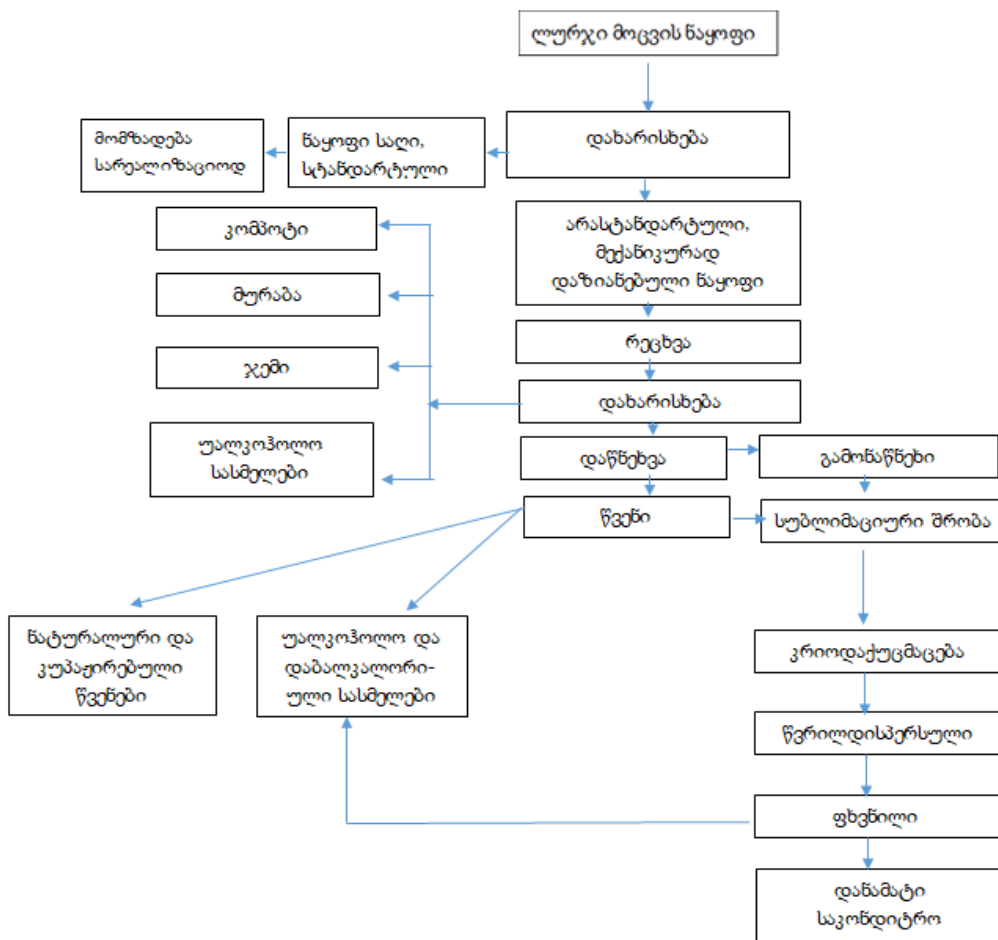 ლურჯი მოცვის ნაყოფი
დახარისხება
ნაყოფი საღი,
სტანდარტული
მომზადება
სარეალიზაციოდ
არასტანდარტული,
მექანიკურად
დაზიანებული ნაყოფი
რეცხვა
დახარისხება
კომპოტი
მურაბა
ჯემი
უალკოჰოლო
სასმელები
დაწნეხვა
გამონაწნეხი
წვენი
სუბლიმაციური შრობა
ნატურალური და
კუპაჟირებული
წვენები
უალკოჰოლო და
დაბალკალორი-
ული სასმელები
კრიოდაქუცმაცება
წვრილდისპერსული
ფხვნილი
დანამატი
საკონდიტრო